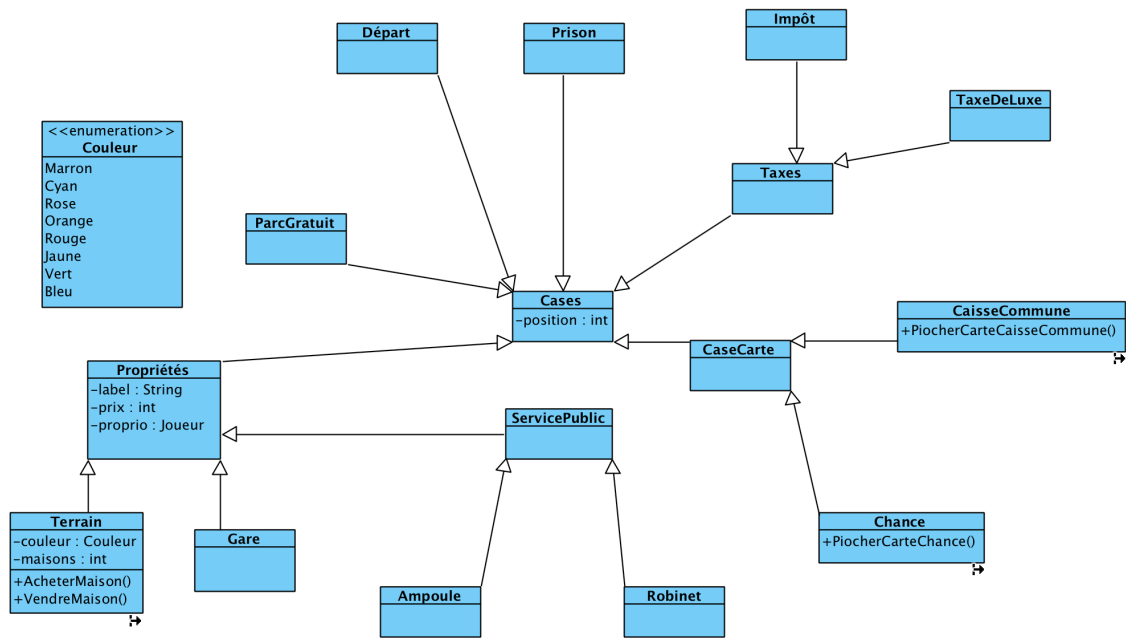 Impôt
Départ
Prison
TaxeDeLuxe
<<enumeration>>
Couleur
Marron
Cyan
Rose
Orange
Rouge
Jaune
Vert
Bleu
Taxes
ParcGratuit
Cases
-position : int
CaisseCommune
+PiocherCarteCaisseCommune()
CaseCarte
Propriétés
-label : String
-prix : int
-proprio : Joueur
ServicePublic
Terrain
-couleur : Couleur
-maisons : int
+AcheterMaison()
+VendreMaison()
Gare
Chance
+PiocherCarteChance()
Ampoule
Robinet